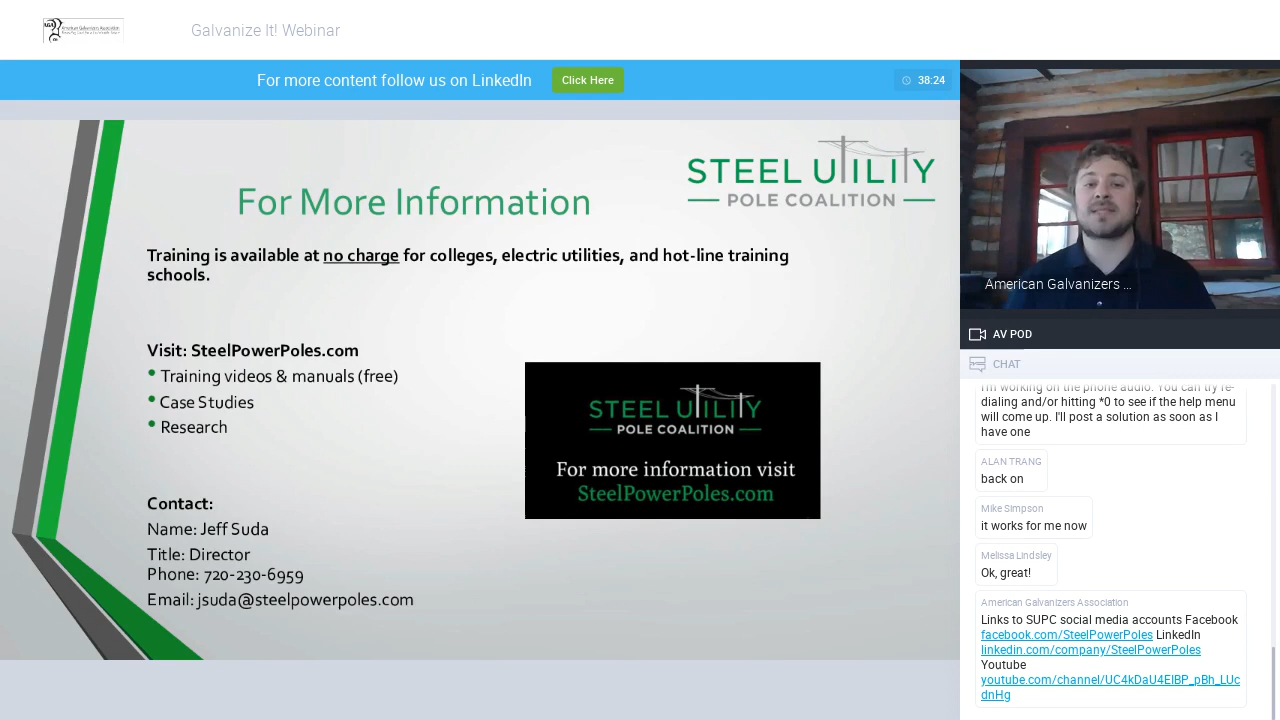 Galvanize It! Webinar
For more content follow us on LinkedIn
Click Here
38:24
STEEL UTILITY
POLE COALITION
For More Information
Training is available at no charge for colleges, electric utilities, and hot-line training
schools.
Visit: SteelPowerPoles.com
• Training videos & manuals (free)
• Case Studies
• Research
STEEL UTILITY
POLE COALITION
For more information visit
SteelPowerPoles.com
Contact:
Name: Jeff Suda
Title: Director
Phone: 720-230-6959
Email: jsuda@steelpowerpoles.com
American Galvanizers ...
AV POD
CHAT
I'm working on the phone audio. You can try re-
dialing and/or hitting *0 to see if the help menu
will come up. I'll post a solution as soon as I
have one
ALAN TRANG
back on
Mike Simpson
it works for me now
Melissa Lindsley
Ok, great!
American Galvanizers Association
Links to SUPC social media accounts Facebook
facebook.com/SteelPowerPoles LinkedIn
linkedin.com/company/SteelPowerPoles
Youtube
youtube.com/channel/UC4kDaU4EIBP_pBh_LUc
dnHg